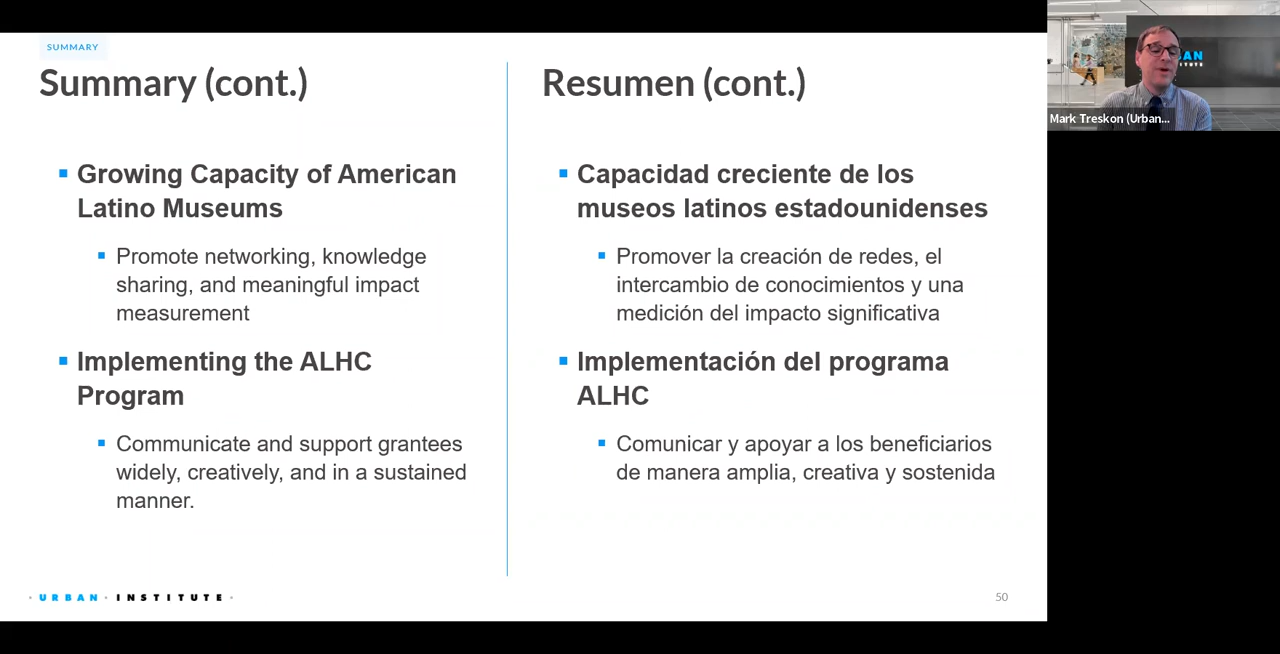 SUMMARY
Summary (cont.)
Growing Capacity of American
Latino Museums
Promote networking, knowledge
sharing, and meaningful impact
measurement
Implementing the ALHC
Program
Communicate and support grantees
widely, creatively, and in a sustained
manner.
Resumen (cont.)
Capacidad creciente de los
museos latinos estadounidenses
Promover la creación de redes, el
intercambio de conocimientos y una
medición del impacto significativa
Implementación del programa
ALHC
Comunicar y apoyar a los beneficiarios
de manera amplia, creativa y sostenida
· URBAN · INSTITUTE ·
50
Mark Treskon (Urban...